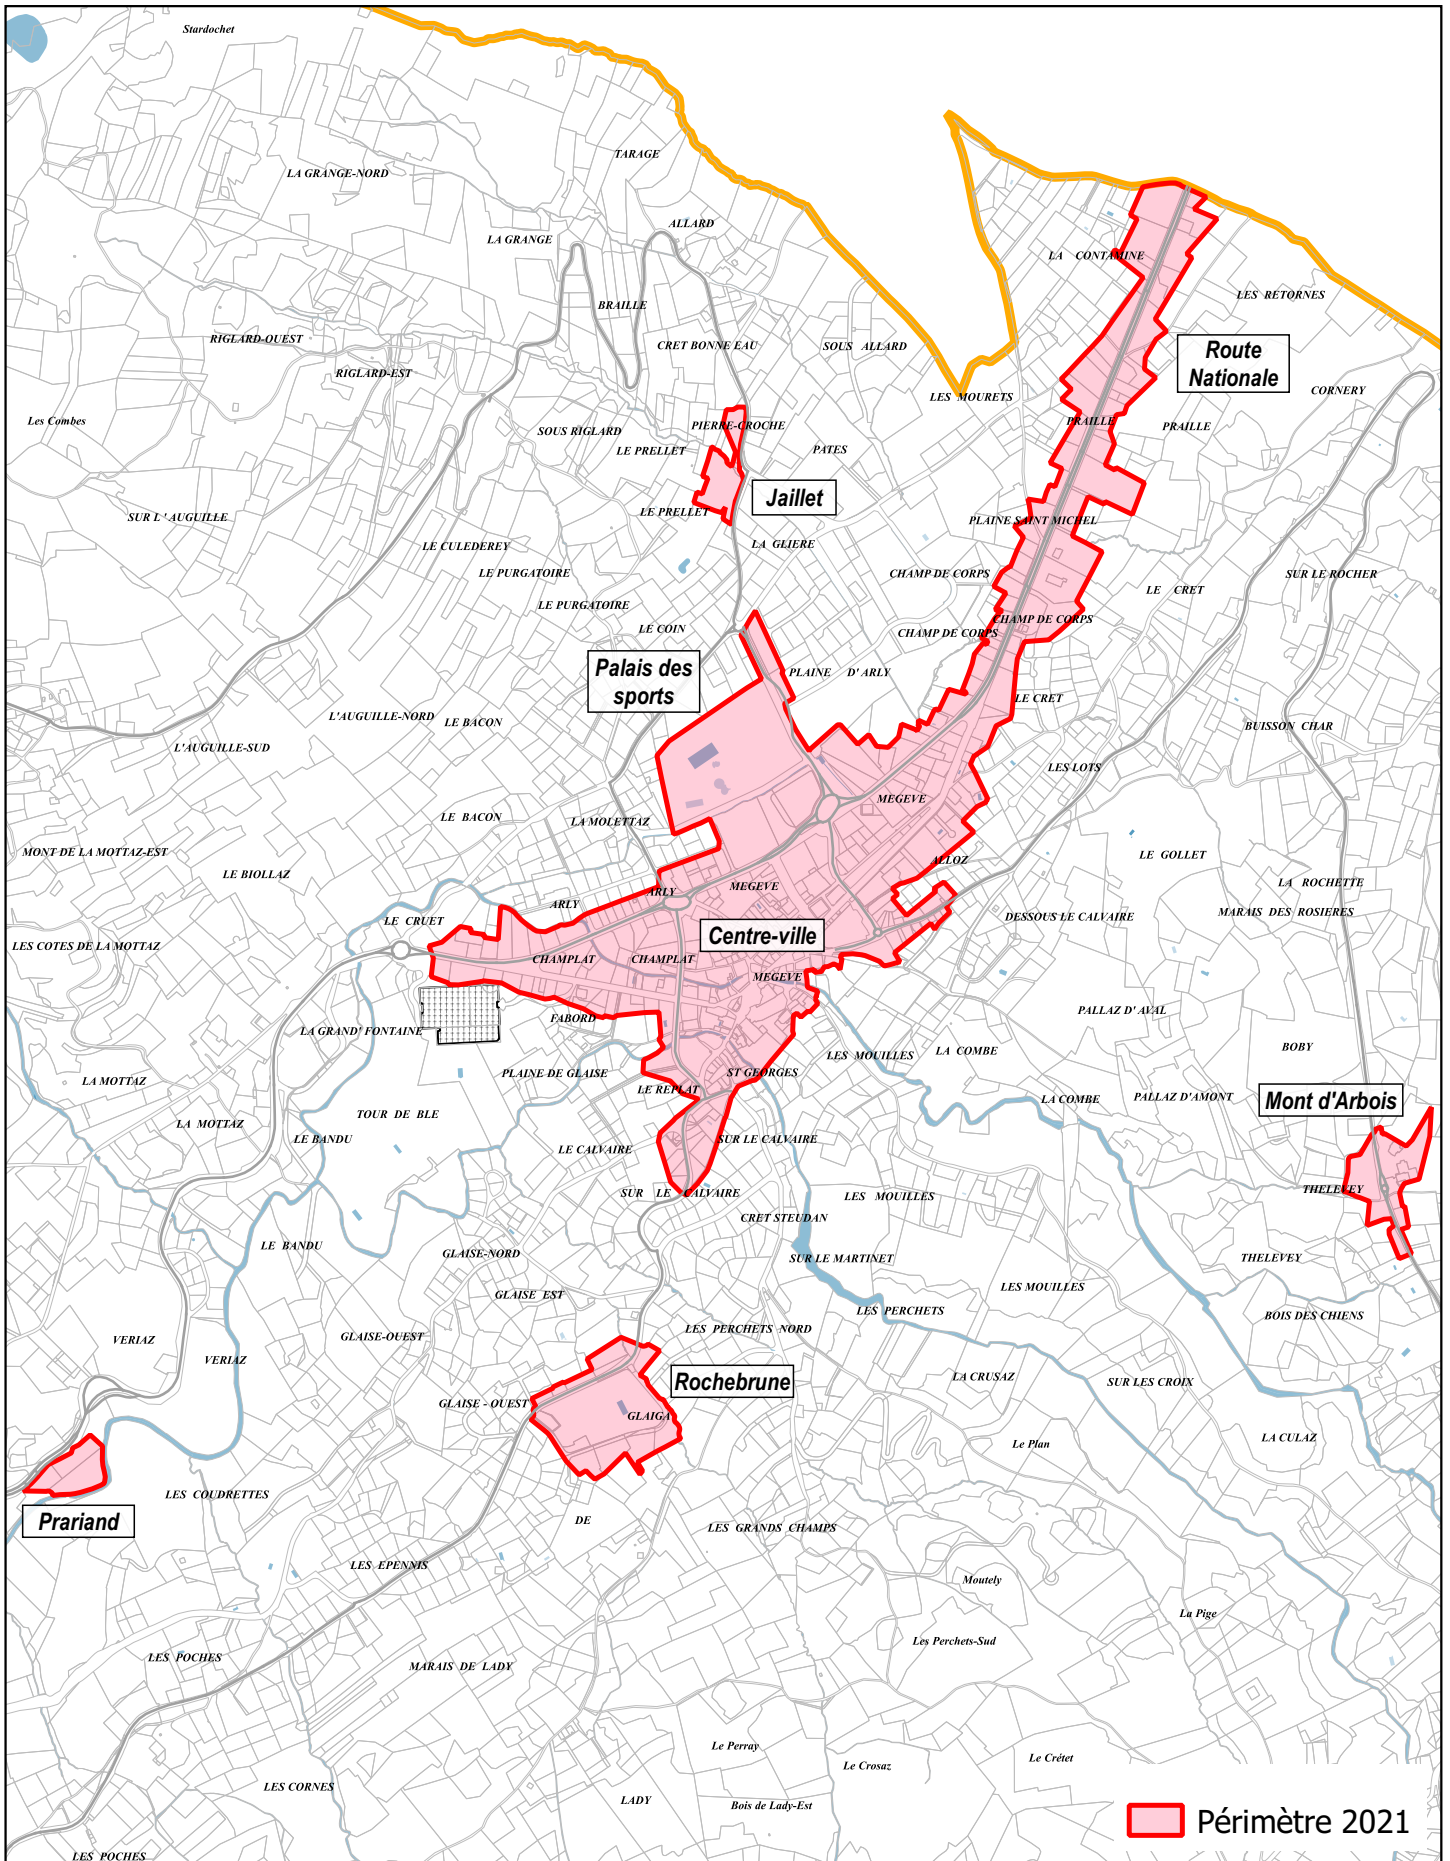 Stardochet
TARAGE
LA GRANGE-NORD
ALLARD
LA GRANGE
LA CONTAMINE
BRAILLE
LES RETORNES
RIGLARD-OUEST
CRET BONNE EAU
SOUS ALLARD
Route
Nationale
RIGLARD-EST
CORNERY
LES MOURETS
Les Combes
PIERRE-CROCHE
PRAILLE
PRAILLE
SOUS RIGLARD
LE PRELLET
PATES
Jaillet
LE PRELLET
SUR L ' AUGUILLE
PLAINE SAINT MICHEL
LA GLIERE
LE CULEDEREY
LE PURGATOIRE
CHAMP DE CORPS
SUR LE ROCHER
LE CRET
LE PURGATOIRE
CHAMP DE CORPS
LE COIN
CHAMP DE CORPS
Palais des
sports
PLAINE D' ARLY
LE CRET
L'AUGUILLE-NORD
LE BACON
BUISSON CHAR
L'AUGUILLE-SUD
LES LOTS
MEGEVE
LE BACON
LA MOLETTAZ
MONT DE LA MOTTAZ-EST
LE GOLLET
ALLOZ
LE BIOLLAZ
LA ROCHETTE
MEGEVE
ARLY
ARLY
MARAIS DES ROSIERES
LE CRUET
DESSOUS LE CALVAIRE
Centre-ville
LES COTES DE LA MOTTAZ
CHAMPLAT
CHAMPLAT
MEGEVE
PALLAZ D' AVAL
FABORD
LA GRAND' FONTAINE
BOBY
LA COMBE
LES MOUILLES
PLAINE DE GLAISE
ST GEORGES
LA MOTTAZ
LE REPLAT
PALLAZ D'AMONT
LA COMBE
Mont d'Arbois
TOUR DE BLE
LA MOTTAZ
LE BANDU
SUR LE CALVAIRE
LE CALVAIRE
THELEVEY
SUR LE CALVAIRE
LES MOUILLES
CRET STEUDAN
LE BANDU
GLAISE-NORD
SUR LE MARTINET
THELEVEY
LES MOUILLES
GLAISE EST
LES PERCHETS
BOIS DES CHIENS
LES PERCHETS NORD
GLAISE-OUEST
VERIAZ
VERIAZ
LA CRUSAZ
SUR LES CROIX
Rochebrune
GLAISE - OUEST
GLAIGA
LA CULAZ
Le Plan
LES COUDRETTES
Prariand
DE
LES GRANDS CHAMPS
LES EPENNIS
Moutely
La Pige
Les Perchets-Sud
LES POCHES
MARAIS DE LADY
Le Perray
Le Crétet
Le Crosaz
LES CORNES
LADY
Bois de Lady-Est
Périmètre 2021
LES POCHES